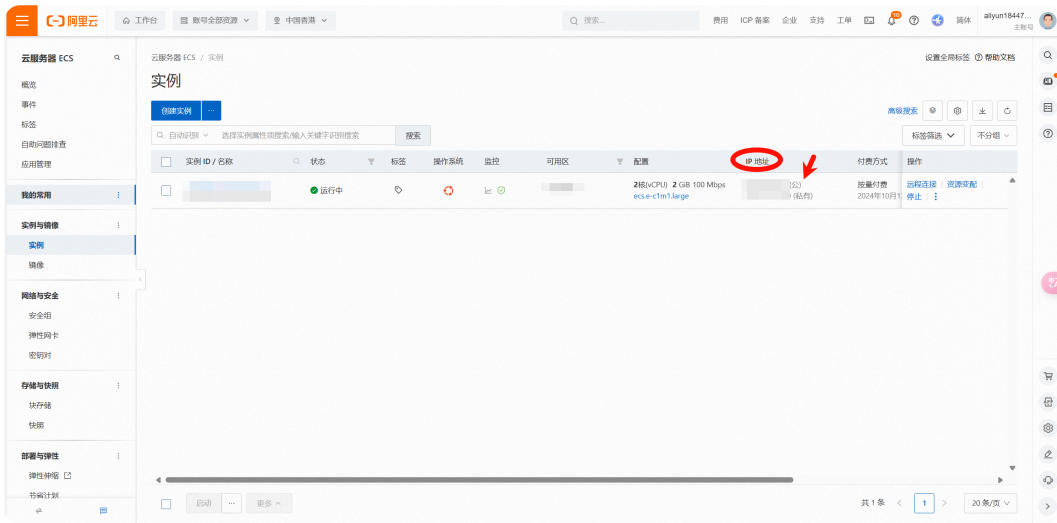 阿里云 工作台 账号全部资源 中国香港 搜索... 费用 ICP 备案 企业 支持 工单 10 简体 aliyun18447...
主账号
云服务器 ECS
云服务器 ECS / 实例
设置全局标签 帮助文档
概览
实例
事件
创建实例 ...
高级搜索
标签
自动识别 选择实例属性项搜索/输入关键字识别搜索 搜索
标签筛选 不分组
自助问题排查
应用管理
实例 ID / 名称 状态 标签 操作系统 监控 可用区 配置 IP 地址 付费方式 操作
我的常用
运行中
2核(vCPU) 2 GiB 100 Mbps
ecs.e-c1m1.large
(公)
(私有)
按量付费
2024年10月1
远程连接 资源变配
停止
实例与镜像
实例
镜像
网络与安全
安全组
弹性网卡
密钥对
存储与快照
块存储
快照
部署与弹性
弹性伸缩
节省计划
启动 ... 更多
共 1 条 < 1 > 20 条/页